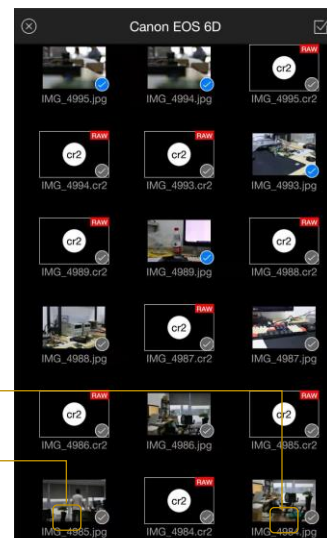 Canon EOS 6D
IMG_4995.jpg IMG_4994.jpg RAW cr2 IMG_4995.cr2
RAW cr2 IMG_4994.cr2 RAW cr2 IMG_4993.cr2 IMG_4993.jpg
RAW cr2 IMG_4989.cr2 IMG_4989.jpg RAW cr2 IMG_4988.cr2
IMG_4988.jpg RAW cr2 IMG_4987.cr2 IMG_4987.jpg
RAW cr2 IMG_4986.cr2 IMG_4986.jpg RAW cr2 IMG_4985.cr2
IMG_4985.jpg RAW cr2 IMG_4984.cr2 IMG_4984.jpg